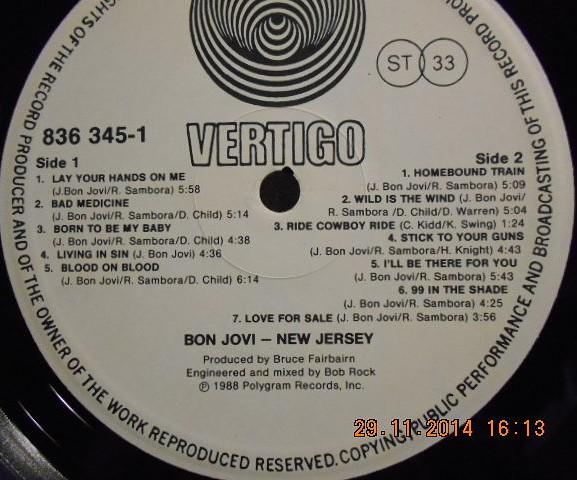 GHTS OF THE RECORD PRODUCER AND OF THE OWNER OF THE WORK REPRODUCED RESERVED. COPYING/PUBLIC PERFORMANCE AND BROADCASTING OF THIS RECORD PRO
ST 33
836 345-1
VERTIGO
Side 1
1. LAY YOUR HANDS ON ME
(J.Bon Jovi/R. Sambora) 5:58
2. BAD MEDICINE
(J.Bon Jovi/R. Sambora/D. Child) 5:14
3. BORN TO BE MY BABY
(J.Bon Jovi/R. Sambora/D. Child) 4:38
4. LIVING IN SIN (J. Bon Jovi) 4:36
5. BLOOD ON BLOOD
(J.Bon Jovi/R. Sambora/D. Child) 6:14
Side 2
1. HOMEBOUND TRAIN
(J. Bon Jovi/R. Sambora) 5:09
2. WILD IS THE WIND (J. Bon Jovi/
R. Sambora /D. Child/D. Warren) 5:04
3. RIDE COWBOY RIDE (C. Kidd/K. Swing) 1:24
4. STICK TO YOUR GUNS
(J. Bon Jovi/R. Sambora/H. Knight) 4:43
5. I'LL BE THERE FOR YOU
(J. Bon Jovi/R. Sambora) 5:43
6. 99 IN THE SHADE
(J. Bon Jovi/R. Sambora) 4:25
7. LOVE FOR SALE (J. Bon Jovi/R. Sambora) 3:56
BON JOVI – NEW JERSEY
Produced by Bruce Fairbairn
Engineered and mixed by Bob Rock
℗ 1988 Polygram Records, Inc.
29.11.2014 16:13